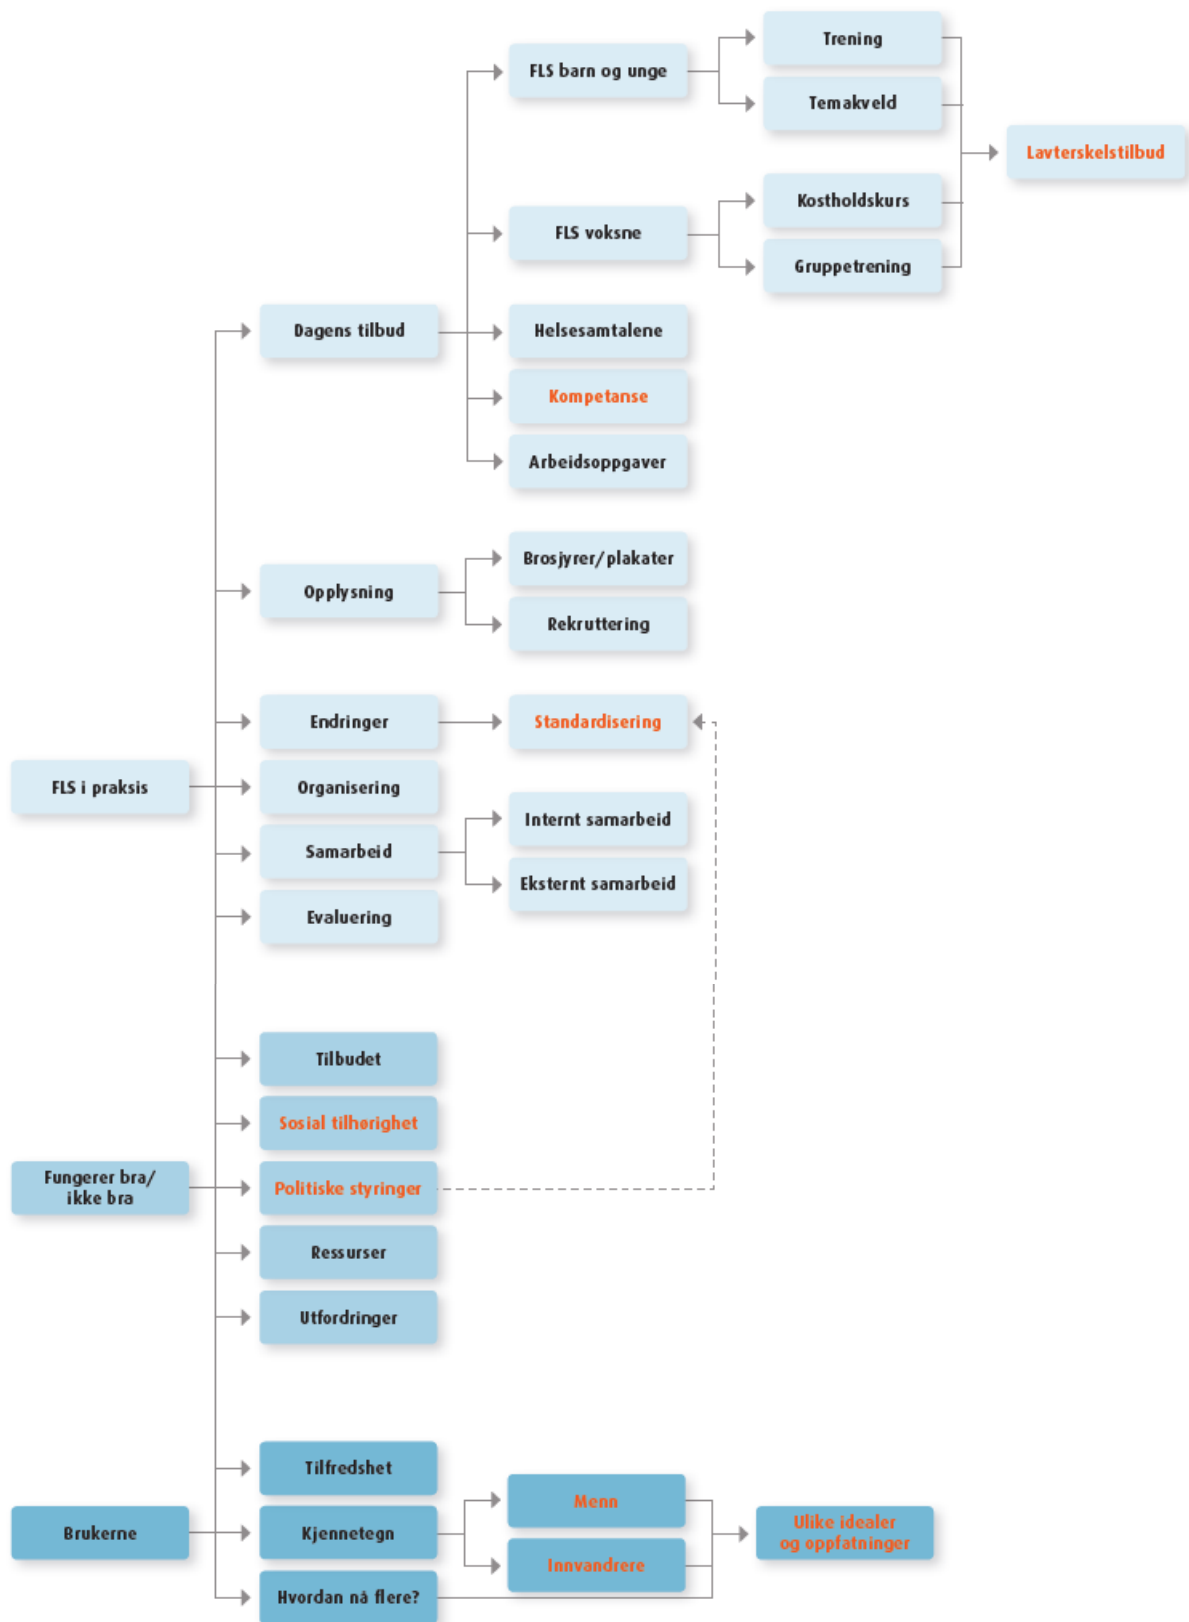 Trening
FLS barn og unge
Temakveld
Lavterskelstilbud
Kostholdskurs
FLS voksne
Gruppetrening
Dagens tilbud
Helsesamtalene
Kompetanse
Arbeidsoppgaver
Brosjyrer/plakater
Opplysning
Rekruttering
Endringer
Standardisering
FLS i praksis
Organisering
Internt samarbeid
Samarbeid
Eksternt samarbeid
Evaluering
Tilbudet
Sosial tilhørighet
Fungerer bra/
ikke bra
Politiske styringer
Ressurser
Utfordringer
Tilfredshet
Menn
Brukerne
Kjennetegn
Ulike idealer
og oppfatninger
Innvandrere
Hvordan nå flere?